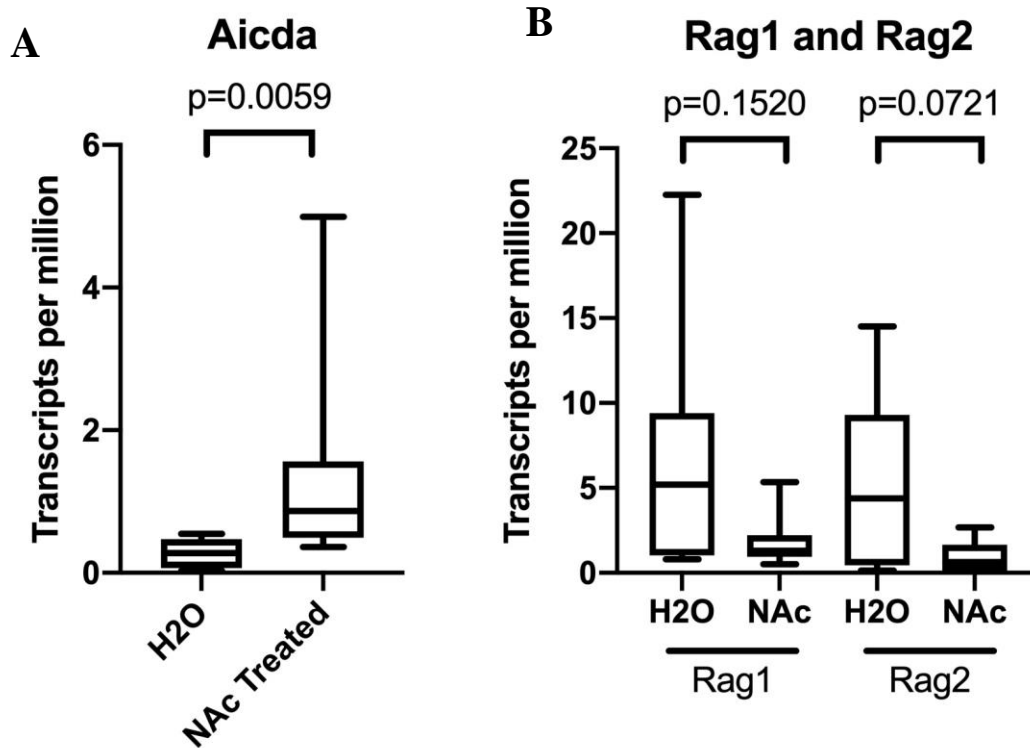 A
Aicda
p=0.0059
Transcripts per million
6
4
2
0
H2O
NAc Treated
B
Rag1 and Rag2
p=0.1520
p=0.0721
Transcripts per million
25
20
15
10
5
0
H2O NAc H2O NAc
Rag1 Rag2